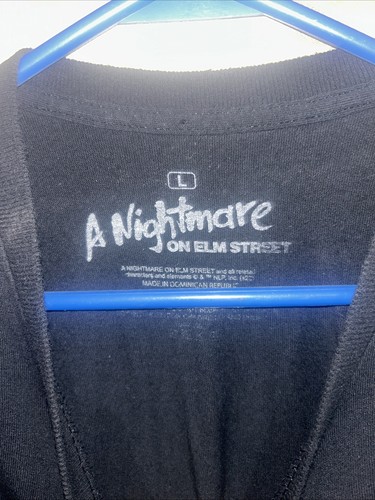 L
A Nightmare
ON ELM STREET
A NIGHTMARE ON ELM STREET and all related
characters and elements © & ™ NLP, Inc.
MADE IN DOMINICAN REPUBLIC